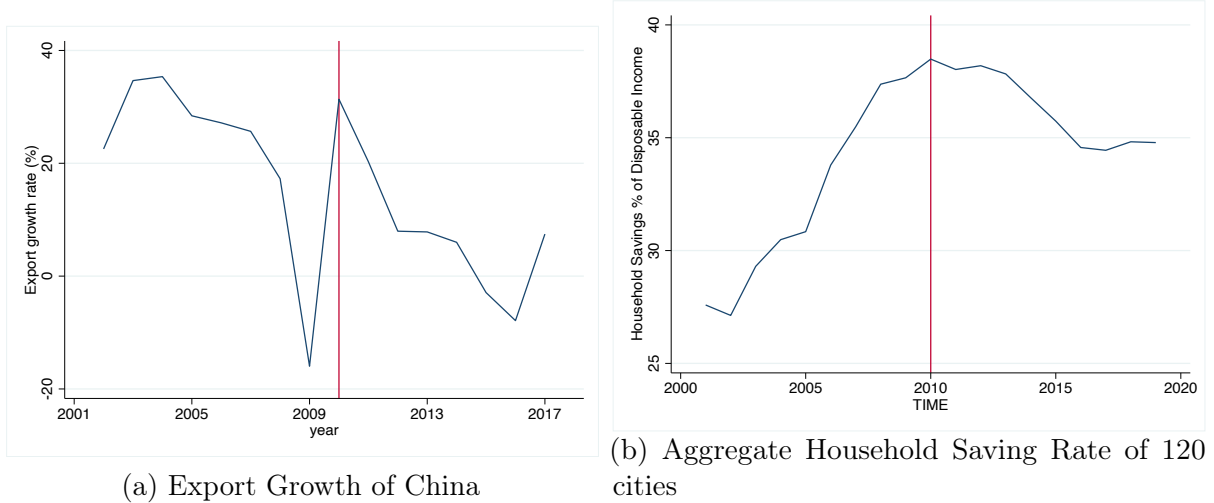 40
20
0
-20
Export growth rate (%)
2001 2005 2009 2013 2017
year
(a) Export Growth of China
40
35
30
25
Household Savings % of Disposable Income
2000 2005 2010 2015 2020
TIME
(b) Aggregate Household Saving Rate of 120
cities